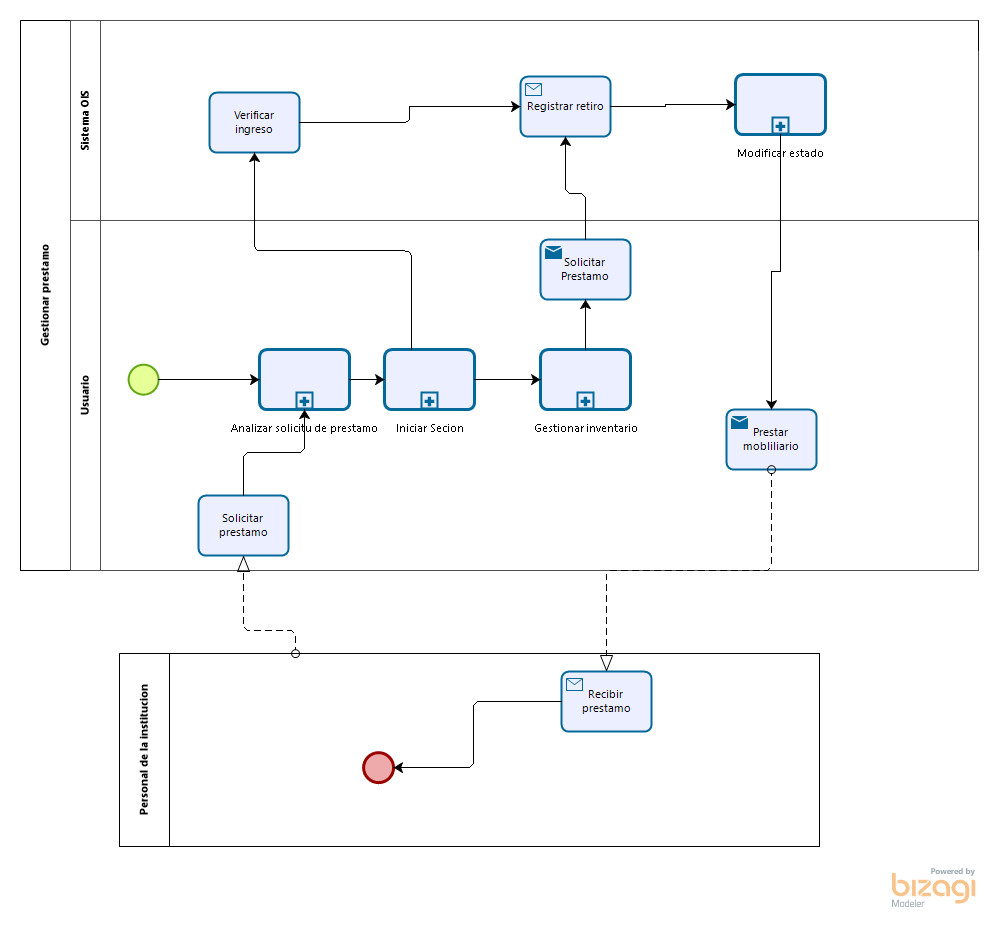 Gestionar prestamo
Sistema OIS
Verificar
ingreso
Registrar retiro
Modificar estado
Usuario
Solicitar
Prestamo
Analizar solicitu de prestamo
Iniciar Secion
Gestionar inventario
Prestar
mobliliario
Solicitar
prestamo
Personal de la institucion
Recibir
prestamo
Powered by
bizagi
Modeler